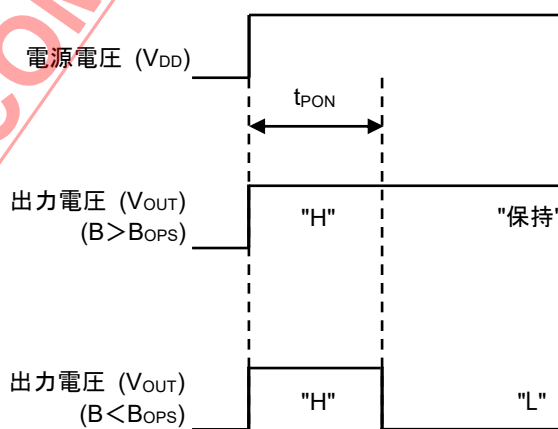 電源電圧 (VDD)
tPON
出力電圧 (VOUT)
(B＞BOPS)
"H"
"保持"
出力電圧 (VOUT)
(B＜BOPS)
"H"
"L"